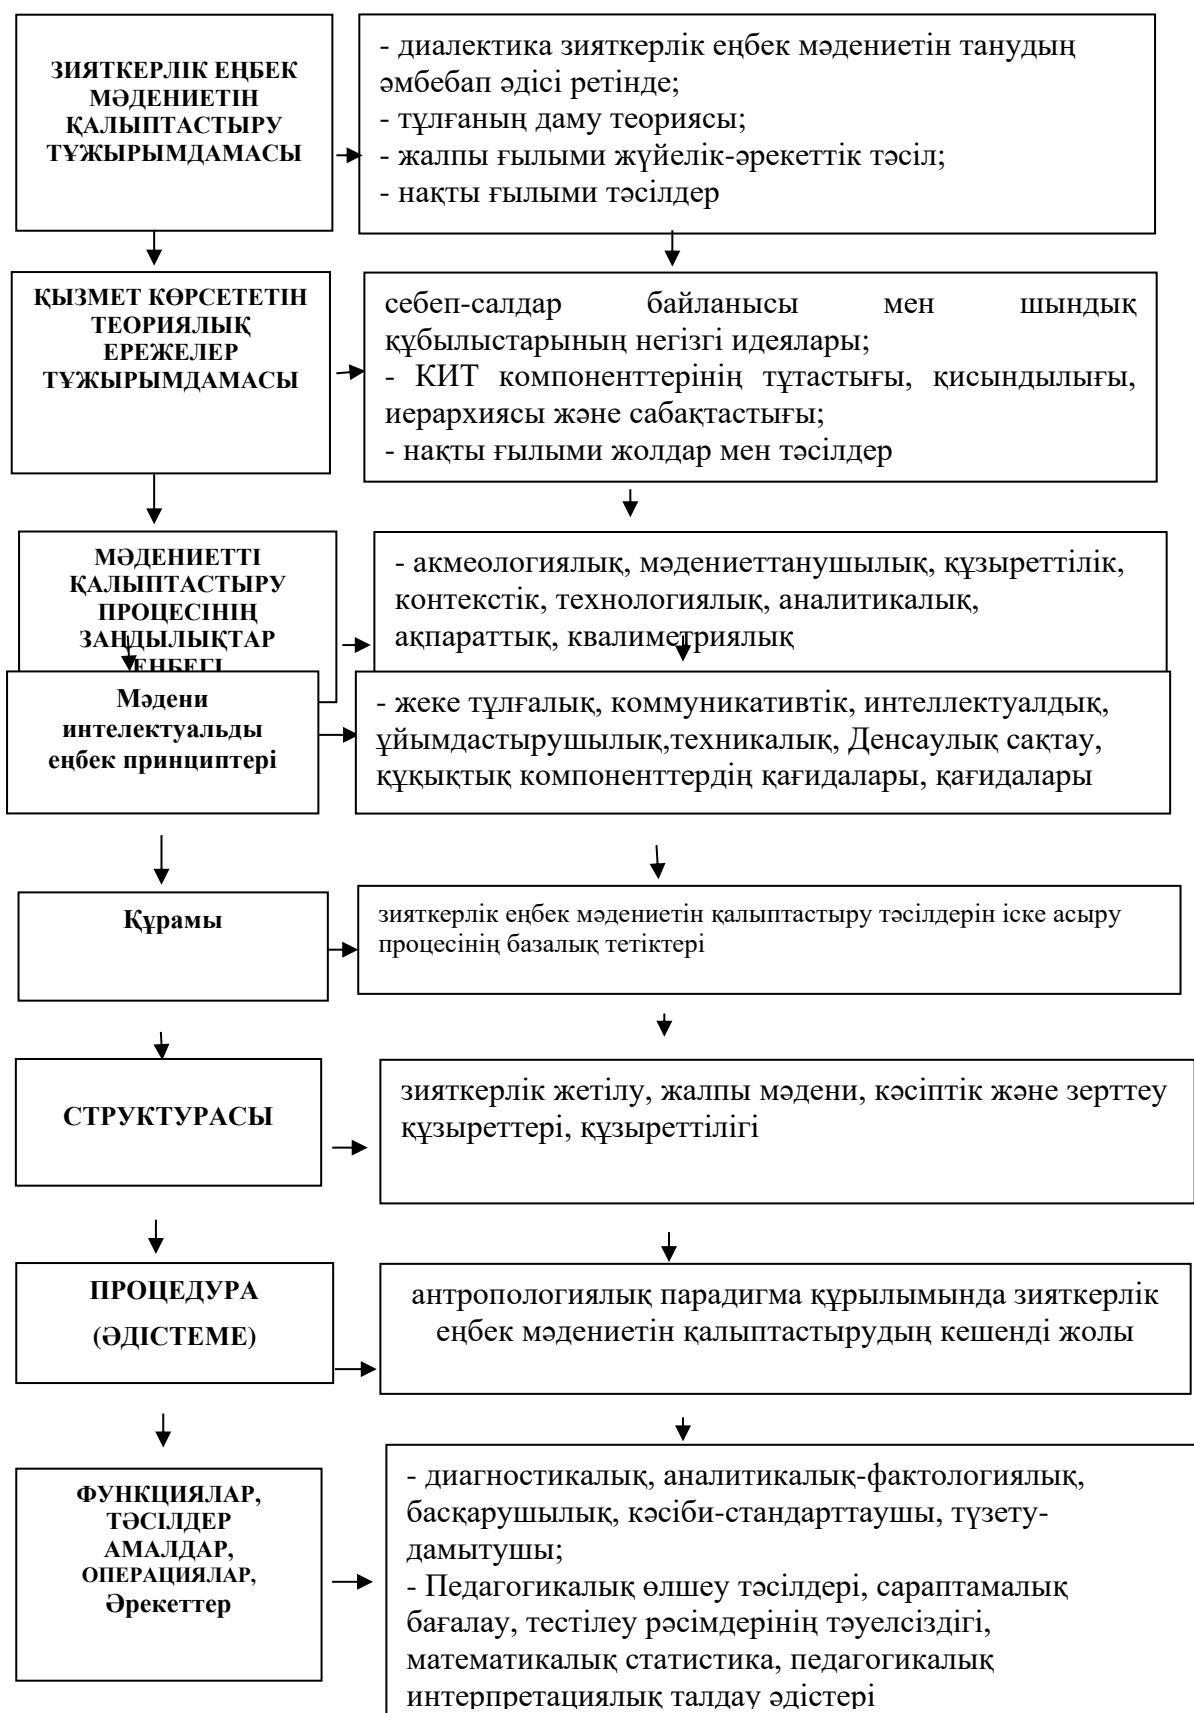 ЗИЯТКЕРЛІК ЕҢБЕК
МӘДЕНИЕТІН
ҚАЛЫПТАСТЫРУ
ТҰЖЫРЫМДАМАСЫ
- диалектика зияткерлік еңбек мәдениетін танудың
әмбебап әдісі ретінде;
- тұлғаның даму теориясы;
- жалпы ғылыми жүйелік-әрекеттік тәсіл;
- нақты ғылыми тәсілдер
ҚЫЗМЕТ КӨРСЕТЕТІН
ТЕОРИЯЛЫҚ
ЕРЕЖЕЛЕР
ТҰЖЫРЫМДАМАСЫ
себеп-салдар байланысы мен шындық
құбылыстарының негізгі идеялары;
- КИТ компоненттерінің тұтастығы, қисындылығы,
иерархиясы және сабақтастығы;
- нақты ғылыми жолдар мен тәсілдер
МӘДЕНИЕТТІ
ҚАЛЫПТАСТЫРУ
ПРОЦЕСІНІҢ
ЗАНДЫЛЫҚТАР
ЕҢБЕГІ
- акмеологиялық, мәдениеттанушылық, құзыреттілік,
контекстік, технологиялық, аналитикалық,
ақпараттық, квалиметриялық
Мәдени
интелектуальды
еңбек принциптері
- жеке тұлғалық, коммуникативтік, интеллектуалдық,
ұйымдастырушылық,техникалық, Денсаулық сақтау,
құқықтық компоненттердің қағидалары, қағидалары
Құрамы
зияткерлік еңбек мәдениетін қалыптастыру тәсілдерін іске асыру
процесінің базалық тетіктері
СТРУКТУРАСЫ
зияткерлік жетілу, жалпы мәдени, кәсіптік және зерттеу
құзыреттері, құзыреттілігі
ПРОЦЕДУРА
(ӘДІСТЕМЕ)
антропологиялық парадигма құрылымында зияткерлік
еңбек мәдениетін қалыптастырудың кешенді жолы
ФУНКЦИЯЛАР,
ТӘСІЛДЕР
АМАЛДАР,
ОПЕРАЦИЯЛАР,
Әрекеттер
- диагностикалық, аналитикалық-фактологиялық,
басқарушылық, кәсіби-стандарттаушы, түзету-
дамытушы;
- Педагогикалық өлшеу тәсілдері, сараптамалық
бағалау, тестілеу рәсімдерінің тәуелсіздігі,
математикалық статистика, педагогикалық
интерпретациялық талдау әдістері